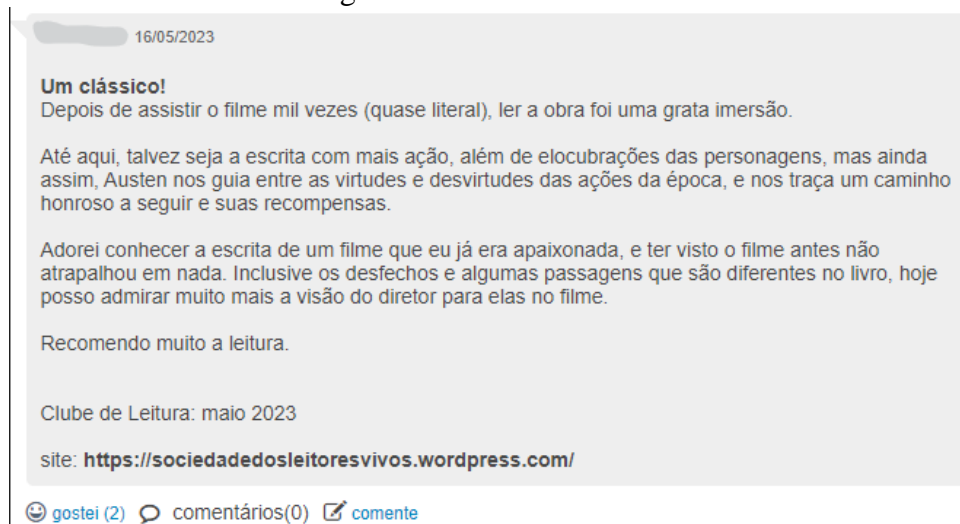 16/05/2023
Um clássico!
Depois de assistir o filme mil vezes (quase literal), ler a obra foi uma grata imersão.
Até aqui, talvez seja a escrita com mais ação, além de elocubrações das personagens, mas ainda
assim, Austen nos guia entre as virtudes e desvirtudes das ações da época, e nos traça um caminho
honroso a seguir e suas recompensas.
Adorei conhecer a escrita de um filme que eu já era apaixonada, e ter visto o filme antes não
atrapalhou em nada. Inclusive os desfechos e algumas passagens que são diferentes no livro, hoje
posso admirar muito mais a visão do diretor para elas no filme.
Recomendo muito a leitura.
Clube de Leitura: maio 2023
site: https://sociedadedosleitoresvivos.wordpress.com/
gostei (2) comentários(0) comente